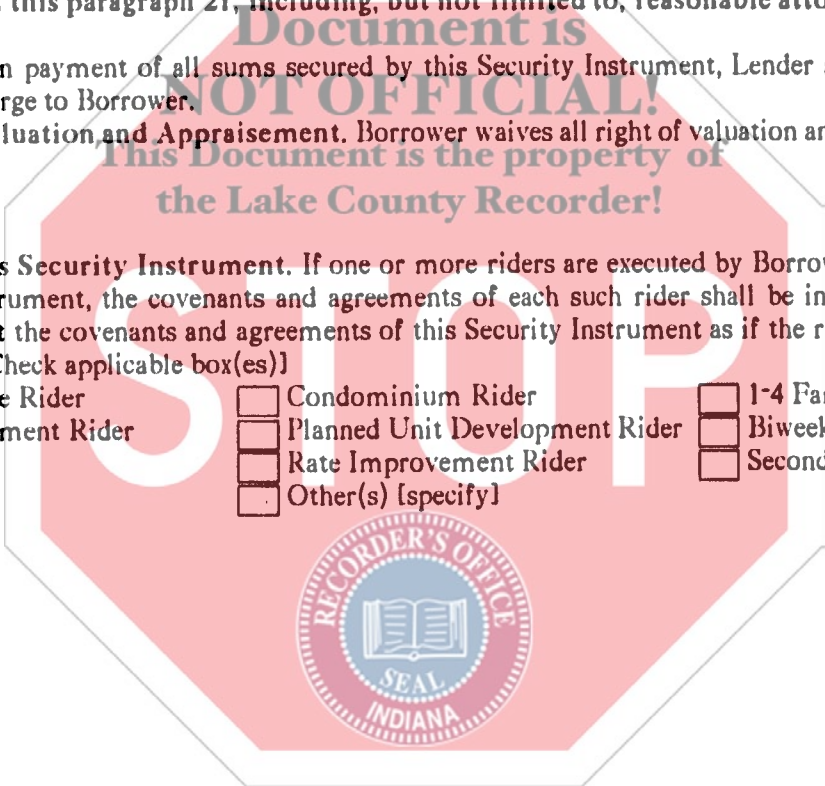 this paragraph 21, including, but not limited to, reasonable atto
Document is
n payment of all sums secured by this Security Instrument, Lender
rge to Borrower.
NOT OFFICIAL!
luation and Appraisement. Borrower waives all right of valuation an
This Document is the property of
the Lake County Recorder!
s Security Instrument. If one or more riders are executed by Borrow
rument, the covenants and agreements of each such rider shall be in
t the covenants and agreements of this Security Instrument as if the r
Check applicable box(es)]
e Rider Condominium Rider 1-4 Fa
ment Rider Planned Unit Development Rider Biweek
Rate Improvement Rider Second
Other(s) [specify]
STOP
RECORDER'S OFFICE
SEAL
INDIANA